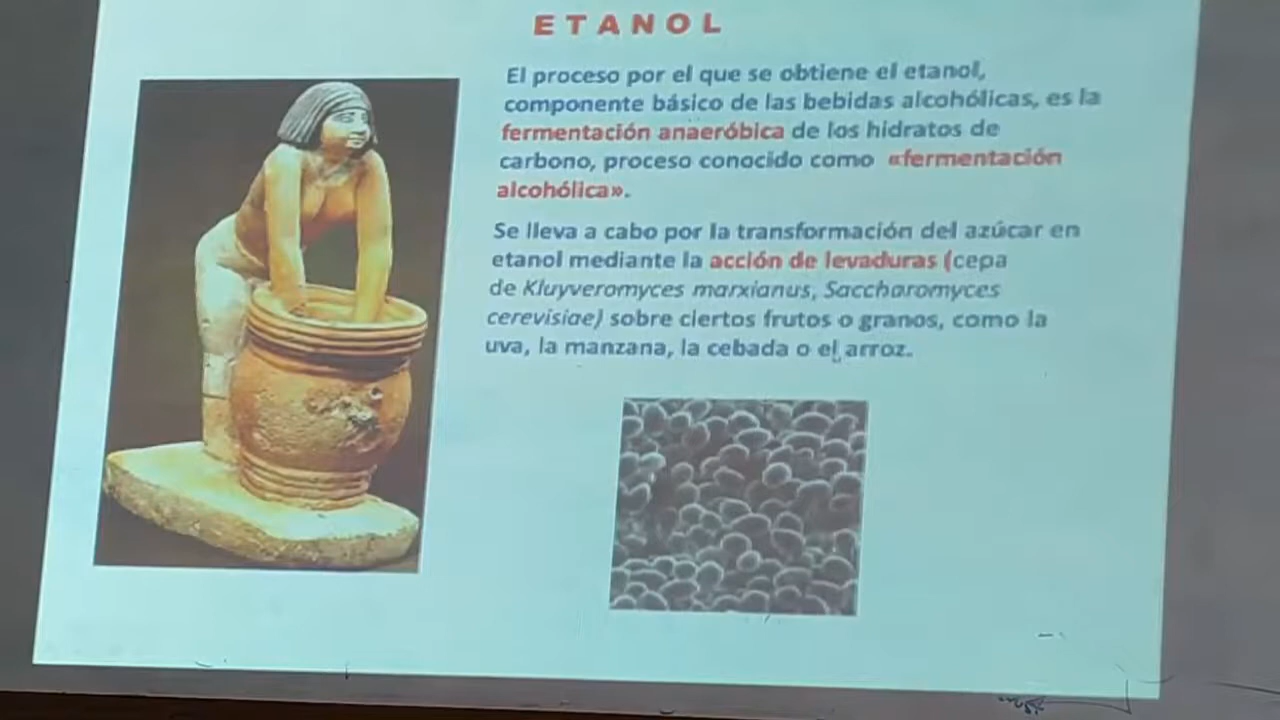 ETANOL
El proceso por el que se obtiene el etanol,
componente básico de las bebidas alcohólicas, es la
fermentación anaeróbica de los hidratos de
carbono, proceso conocido como «fermentación
alcohólica».
Se lleva a cabo por la transformación del azúcar en
etanol mediante la acción de levaduras (cepa
de Kluyveromyces marxianus, Saccharomyces
cerevisiae) sobre ciertos frutos o granos, como la
uva, la manzana, la cebada o el arroz.